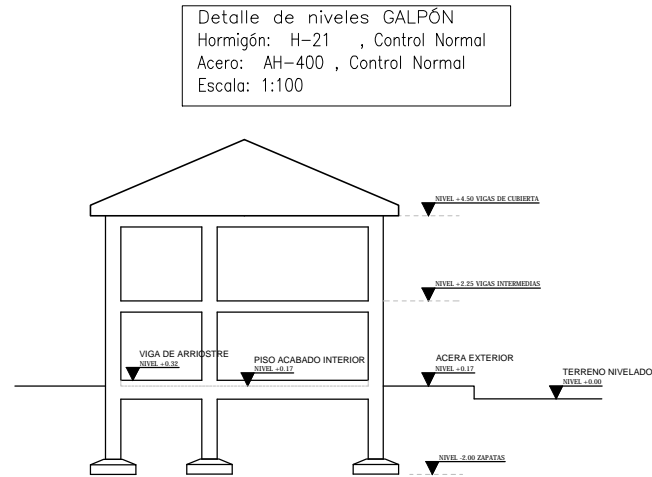 Detalle de niveles GALPÓN
Hormigón: H-21 , Control Normal
Acero: AH-400 , Control Normal
Escala: 1:100
NIVEL +4.50 VIGAS DE CUBIERTA
NIVEL +2.25 VIGAS INTERMEDIAS
VIGA DE ARRIOSTRE
NIVEL +0.32
PISO ACABADO INTERIOR
NIVEL +0.17
ACERA EXTERIOR
NIVEL +0.17
TERRENO NIVELADO
NIVEL +0.00
NIVEL -2.00 ZAPATAS